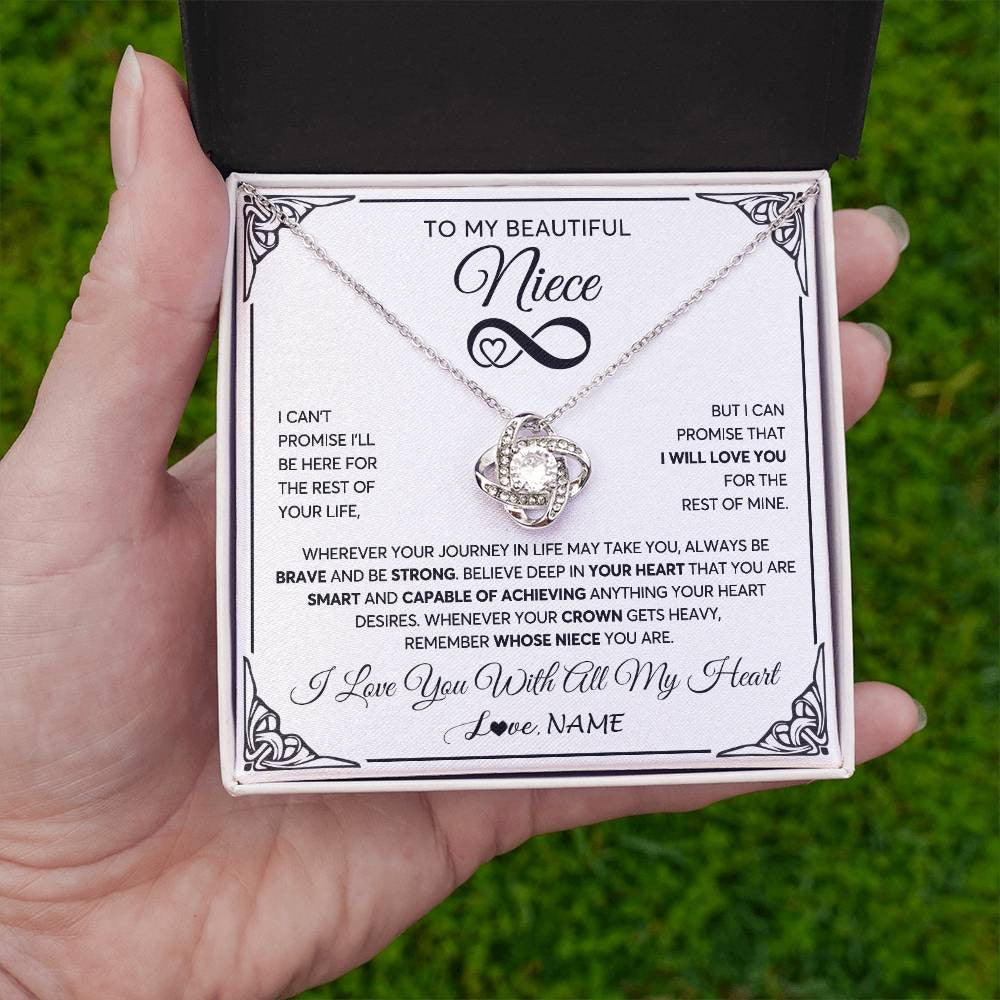 TO MY BEAUTIFUL
Niece
I CAN'T
PROMISE I'LL
BE HERE FOR
THE REST OF
YOUR LIFE,
BUT I CAN
PROMISE THAT
I WILL LOVE YOU
FOR THE
REST OF MINE.
WHEREVER YOUR JOURNEY IN LIFE MAY TAKE YOU, ALWAYS BE
BRAVE AND BE STRONG. BELIEVE DEEP IN YOUR HEART THAT YOU ARE
SMART AND CAPABLE OF ACHIEVING ANYTHING YOUR HEART
DESIRES. WHENEVER YOUR CROWN GETS HEAVY,
REMEMBER WHOSE NIECE YOU ARE.
I Love You With All My Heart
Love, NAME